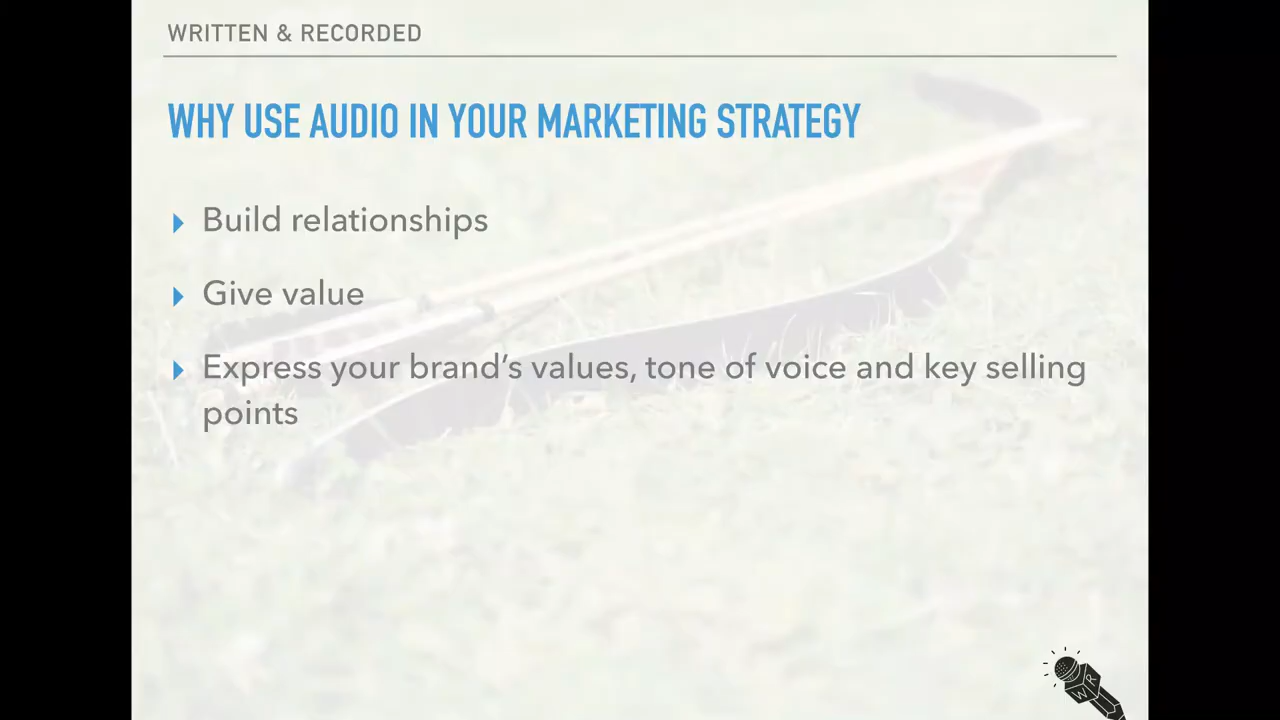 WRITTEN & RECORDED
WHY USE AUDIO IN YOUR MARKETING STRATEGY
Build relationships
Give value
Express your brand’s values, tone of voice and key selling
points
W R